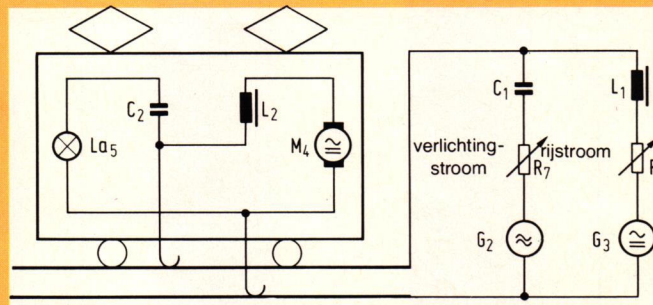 C₂
L₂
La₅
M₄
C₁
L₁
verlichting-
stroom
rijstroom
R₇
R
G₂
G₃